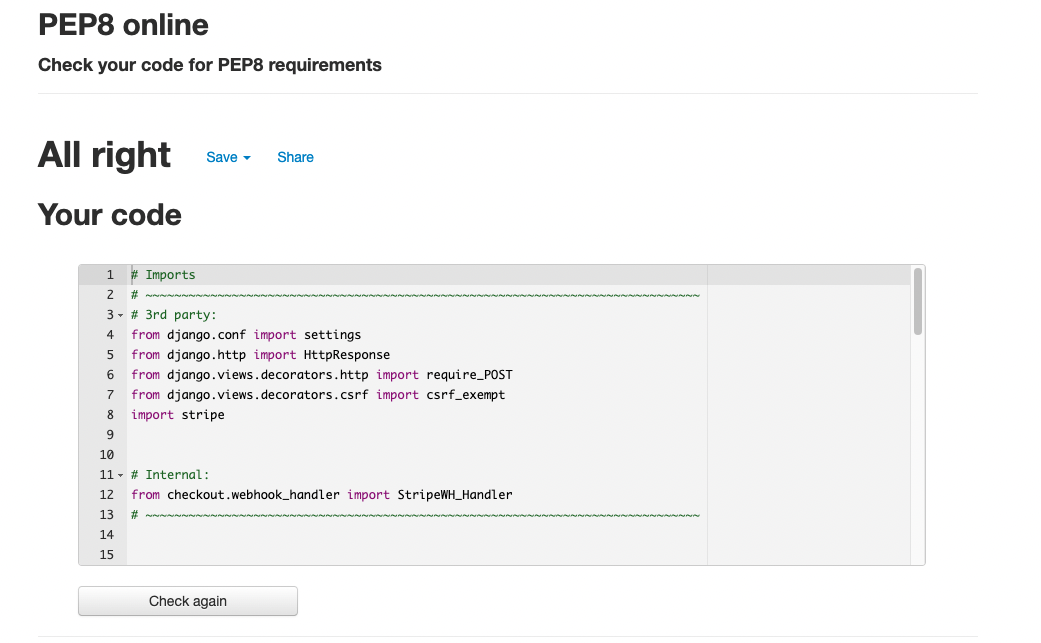 PEP8 online
Check your code for PEP8 requirements
All right Save Share
Your code
1 # Imports
2 # ~~~~~~~~~~~~~~~~~~~~~~~~~~~~~~~~~~~~~~~~~~~~~~~~~~~~~~~~~~~~~~~~~~~~~~~~~~~~~
3 # 3rd party:
4 from django.conf import settings
5 from django.http import HttpResponse
6 from django.views.decorators.http import require_POST
7 from django.views.decorators.csrf import csrf_exempt
8 import stripe
9
10
11 # Internal:
12 from checkout.webhook_handler import StripeWH_Handler
13 # ~~~~~~~~~~~~~~~~~~~~~~~~~~~~~~~~~~~~~~~~~~~~~~~~~~~~~~~~~~~~~~~~~~~~~~~~~~~~~
14
15
Check again